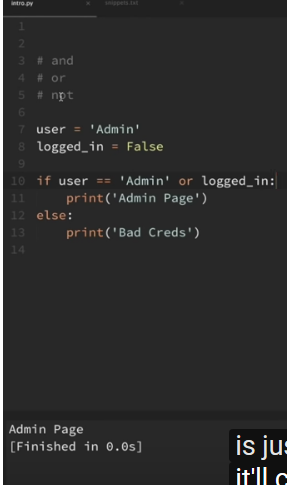 intro.py
snippets.txt
1
2
3 # and
4 # or
5 # not
6
7 user = 'Admin'
8 logged_in = False
9
10 if user == 'Admin' or logged_in:
11     print('Admin Page')
12 else:
13     print('Bad Creds')
14
Admin Page
[Finished in 0.0s]
is jus
it'll c